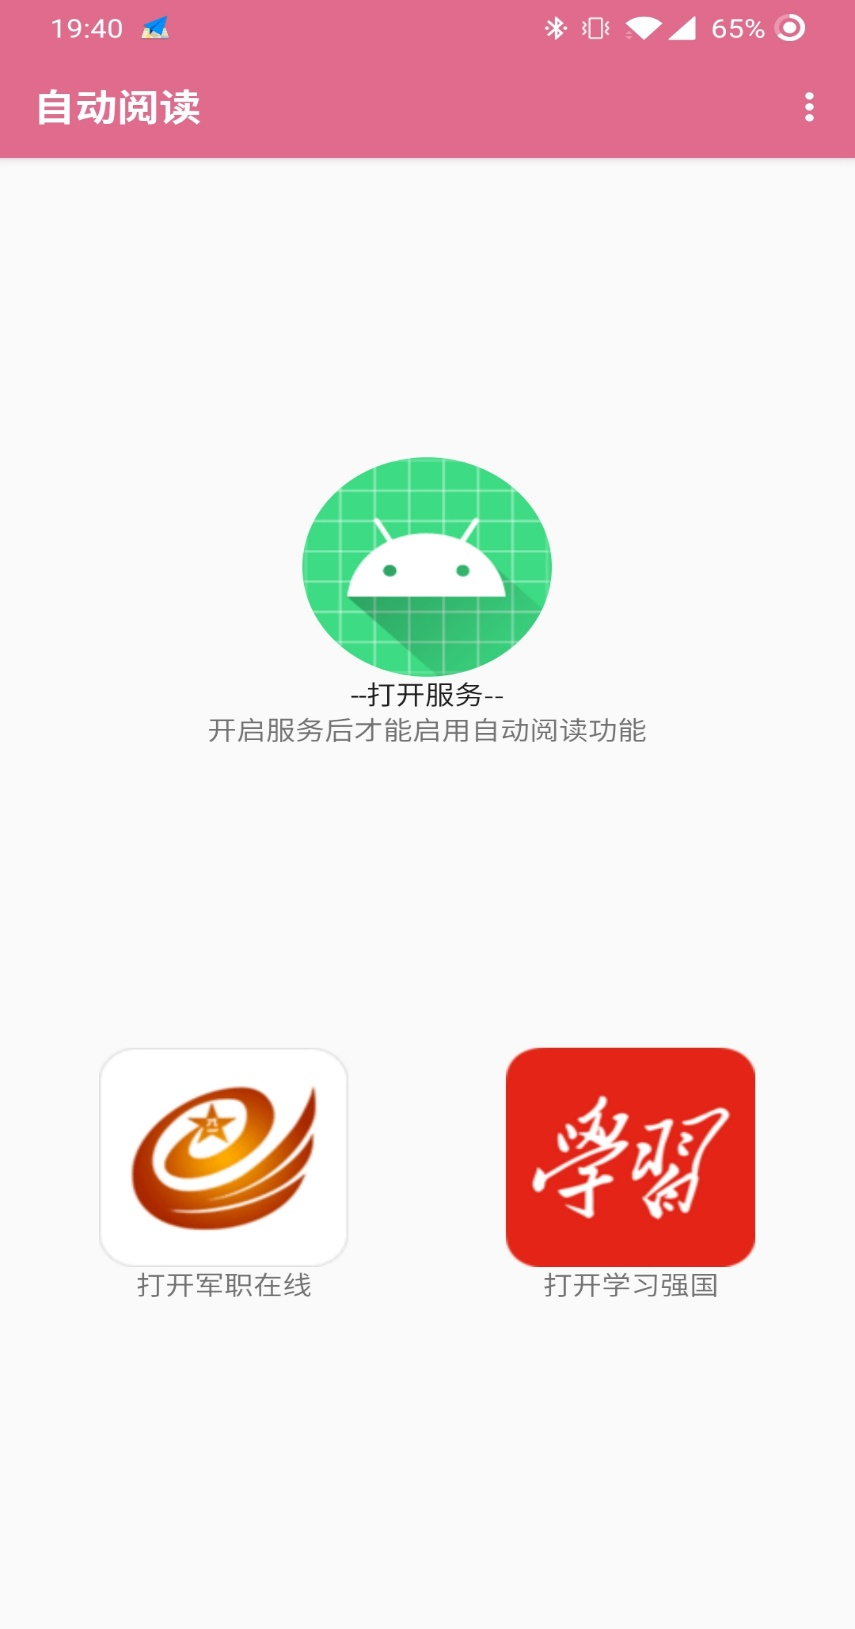 19:40
65%
自动阅读
--打开服务--
开启服务后才能启用自动阅读功能
學習
打开军职在线
打开学习强国